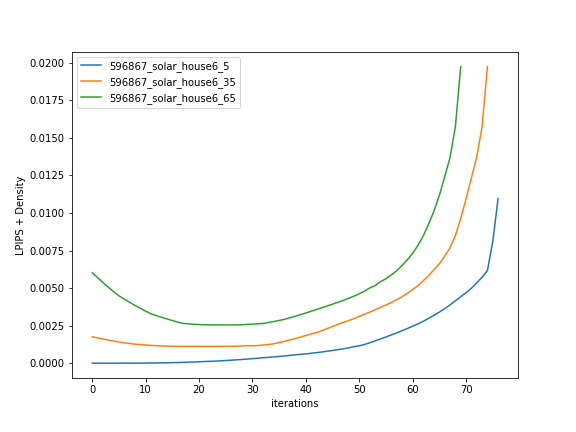 596867_solar_house6_5
596867_solar_house6_35
596867_solar_house6_65
LPIPS + Density
0.0200
0.0175
0.0150
0.0125
0.0100
0.0075
0.0050
0.0025
0.0000
0 10 20 30 40 50 60 70
iterations